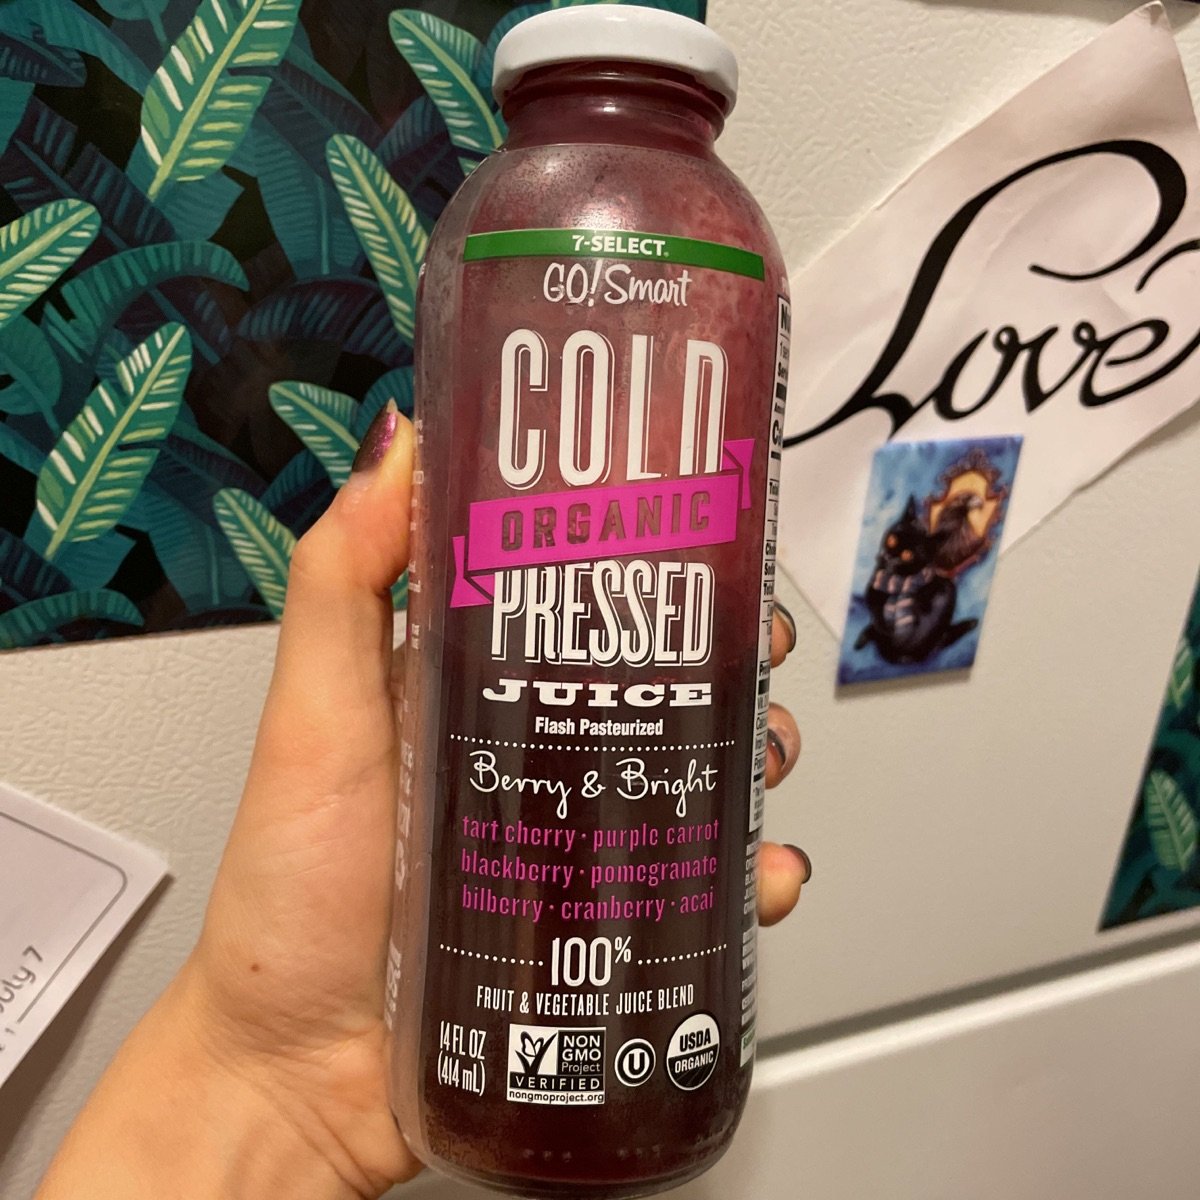 7-SELECT®
GO! Smart
COLD
ORGANIC
PRESSED
JUICE
Flash Pasteurized
Berry & Bright
tart cherry · purple carrot
blackberry · pomegranate
bilberry · cranberry · acai
100%
FRUIT & VEGETABLE JUICE BLEND
14 FL OZ
(414 mL)
NON
GMO
Project
VERIFIED
nongmoproject.org
U
USDA
ORGANIC
Love
July 7